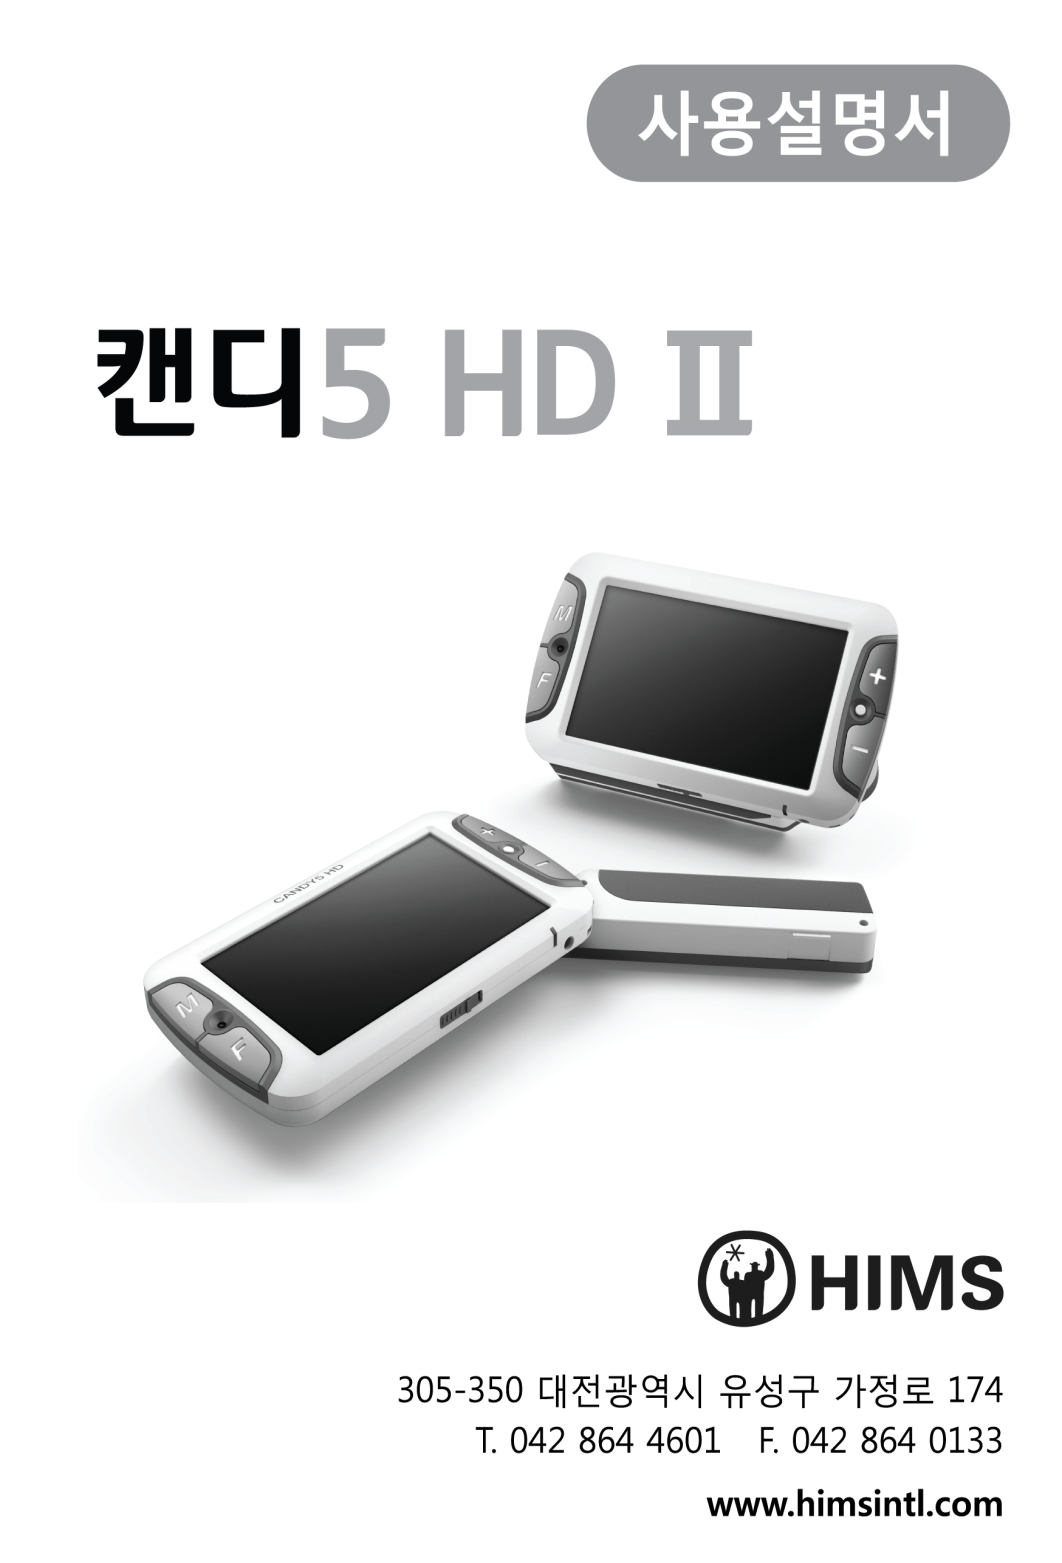 사용설명서
캔디5 HD Ⅱ
M
F
+
−
CANDY5 HD
+
−
M
F
HIMS
305-350 대전광역시 유성구 가정로 174
T. 042 864 4601 F. 042 864 0133
www.himsintl.com